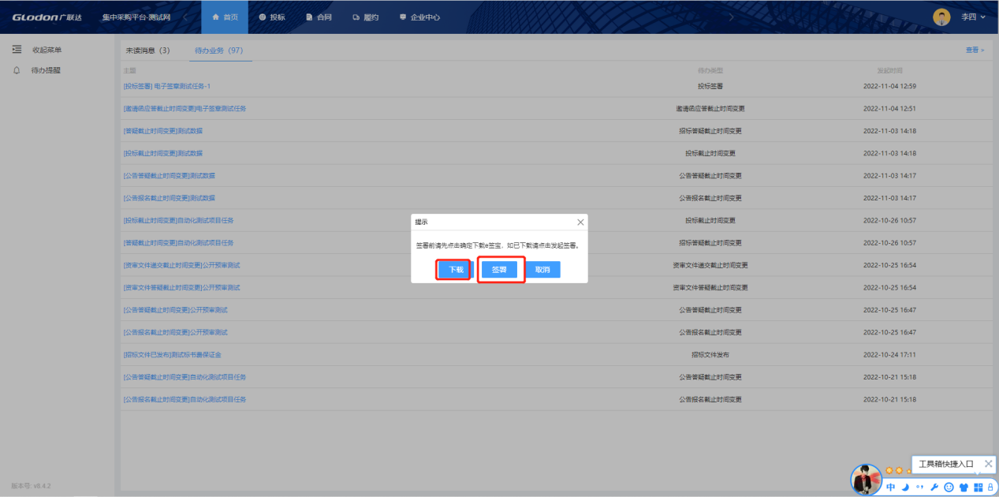 GLODON广联达 集中采购平台-测试网 首页 投标 合同 履约 企业中心 李四
收起菜单
待办提醒
未读消息（3） 待办业务（97） 查看 >
主题 待办类型 发起时间
[投标签署] 电子签章测试任务-1 投标签署 2022-11-04 12:59
[邀请函应答截止时间变更]电子签章测试任务 邀请函应答截止时间变更 2022-11-04 12:51
[答疑截止时间变更]测试数据 招标答疑截止时间变更 2022-11-03 14:18
[投标截止时间变更]测试数据 投标截止时间变更 2022-11-03 14:18
[公告答疑截止时间变更]测试数据 公告答疑截止时间变更 2022-11-03 14:17
[公告报名截止时间变更]测试数据 公告报名截止时间变更 2022-11-03 14:17
[投标截止时间变更]自动化测试项目任务 投标截止时间变更 2022-10-26 10:57
[答疑截止时间变更]自动化测试项目任务 招标答疑截止时间变更 2022-10-26 10:57
[资审文件递交截止时间变更]公开预审测试 资审文件递交截止时间变更 2022-10-25 16:54
[资审文件答疑截止时间变更]公开预审测试 资审文件答疑截止时间变更 2022-10-25 16:54
[公告答疑截止时间变更]公开预审测试 公告答疑截止时间变更 2022-10-25 16:47
[公告报名截止时间变更]公开预审测试 公告报名截止时间变更 2022-10-25 16:47
[招标文件已发布]测试标书费保证金 招标文件发布 2022-10-24 17:11
[公告答疑截止时间变更]自动化测试项目任务 公告答疑截止时间变更 2022-10-21 15:18
[公告报名截止时间变更]自动化测试项目任务 公告报名截止时间变更 2022-10-21 15:18
提示
签署前请先点击确定下载e签宝，如已下载请点击发起签署。
下载 签署 取消
工具箱快捷入口
中
版本号: v8.4.2